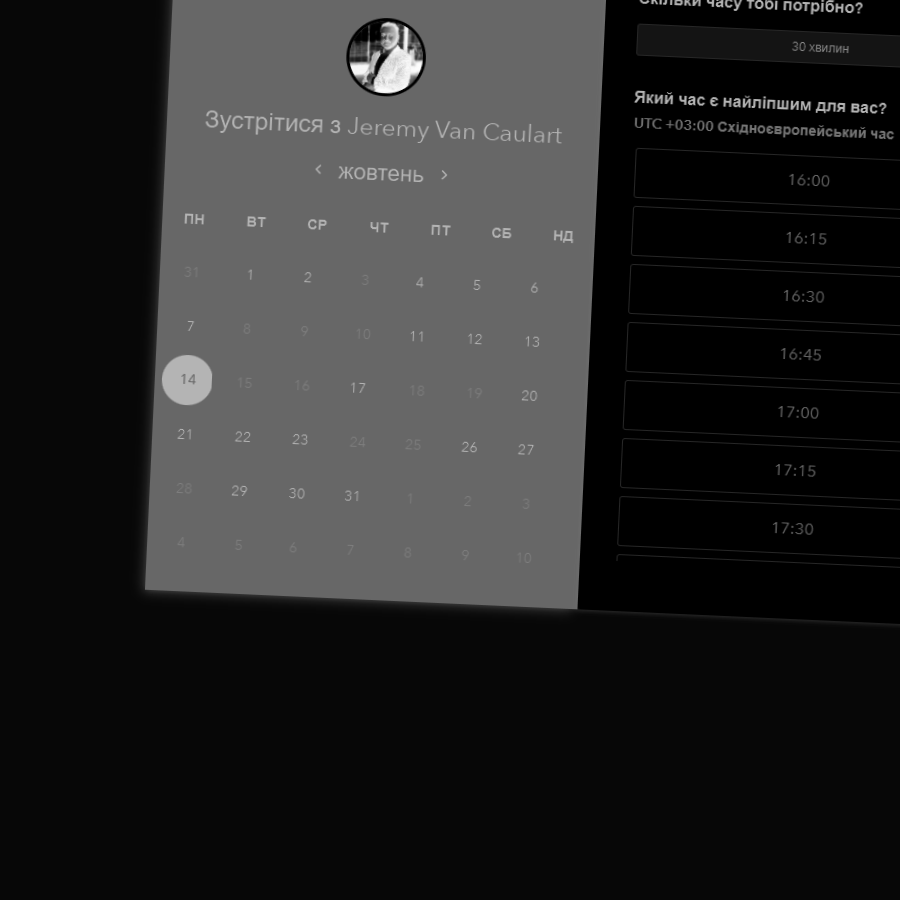 Зустрітися з Jeremy Van Caulart
‹ жовтень ›
ПН ВТ СР ЧТ ПТ СБ НД
31 1 2 3 4 5 6
7 8 9 10 11 12 13
14 15 16 17 18 19 20
21 22 23 24 25 26 27
28 29 30 31 1 2 3
4 5 6 7 8 9 10
Скільки часу тобі потрібно?
30 хвилин
Який час є найліпшим для вас?
UTC +03:00 Східноєвропейський час
16:00
16:15
16:30
16:45
17:00
17:15
17:30